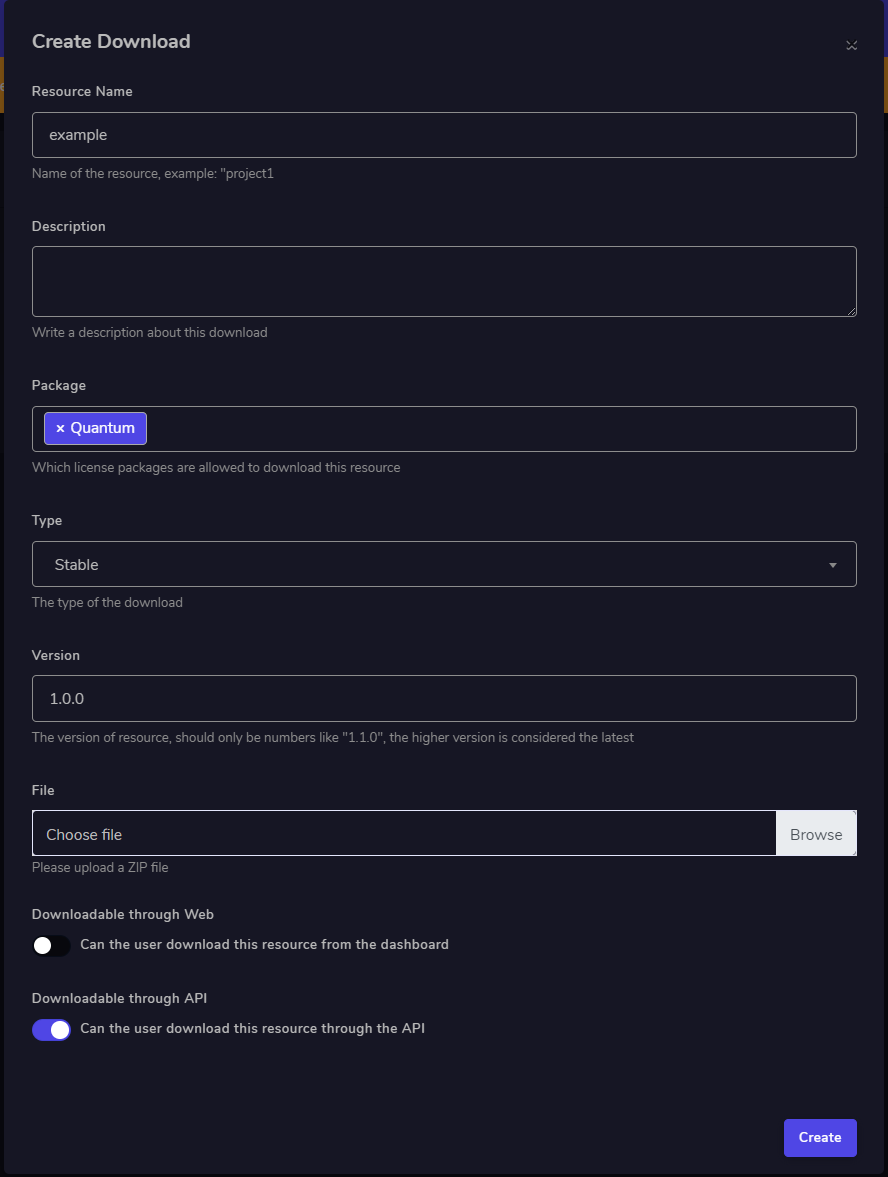 Create Download
Resource Name
example
Name of the resource, example: "project1
Description
Write a description about this download
Package
× Quantum
Which license packages are allowed to download this resource
Type
Stable
The type of the download
Version
1.0.0
The version of resource, should only be numbers like "1.1.0", the higher version is considered the latest
File
Choose file
Browse
Please upload a ZIP file
Downloadable through Web
Can the user download this resource from the dashboard
Downloadable through API
Can the user download this resource through the API
Create